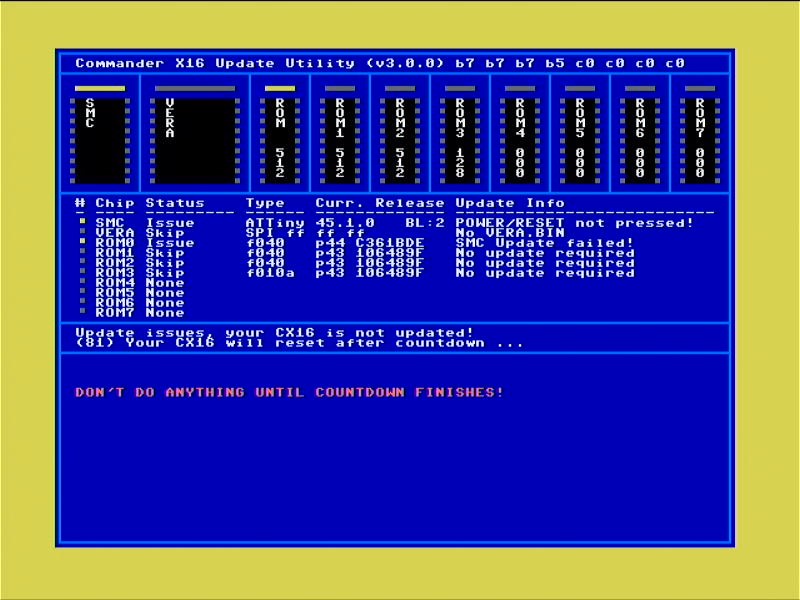 Commander X16 Update Utility (v3.0.0) b7 b7 b7 b5 c0 c0 c0 c0
SMC VERA ROM 512 ROM1 512 ROM2 512 ROM3 128 ROM4 000 ROM5 000 ROM6 000 ROM7 000
# Chip Status Type Curr. Release Update Info
SMC Issue ATTiny 45.1.0 BL:2 POWER/RESET not pressed!
VERA Skip SPI ff ff ff No VERA.BIN
ROM0 Issue f040 p44 C361BDE SMC Update failed!
ROM1 Skip f040 p43 106489F No update required
ROM2 Skip f040 p43 106489F No update required
ROM3 Skip f010a p43 106489F No update required
ROM4 None
ROM5 None
ROM6 None
ROM7 None
Update issues, your CX16 is not updated!
(81) Your CX16 will reset after countdown ...
DON'T DO ANYTHING UNTIL COUNTDOWN FINISHES!